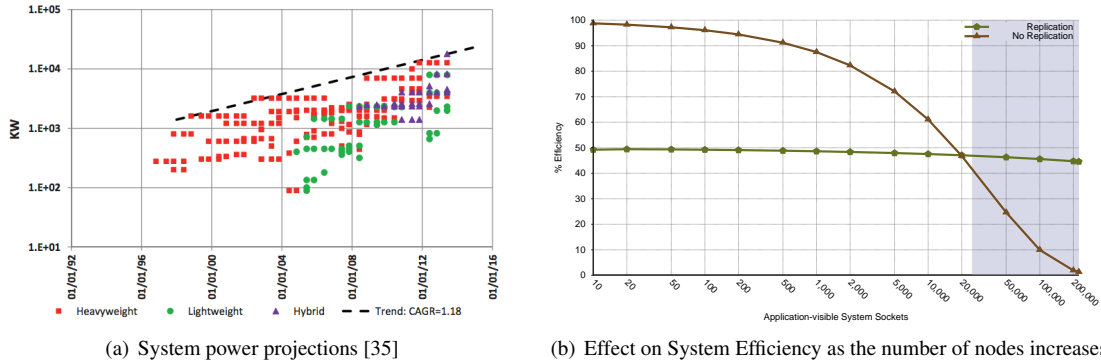 1.E+05
1.E+04
1.E+03
1.E+02
1.E+01
KW
01/01/92
01/01/96
01/01/00
01/01/04
01/01/08
01/01/12
01/01/16
Heavyweight
Lightweight
Hybrid
Trend: CAGR=1.18
(a) System power projections [35]
100
90
80
70
60
50
40
30
20
10
0
% Efficiency
Replication
No Replication
10
20
50
100
200
500
1,000
2,000
5,000
10,000
20,000
50,000
100,000
200,000
Application-visible System Sockets
(b) Effect on System Efficiency as the number of nodes increases